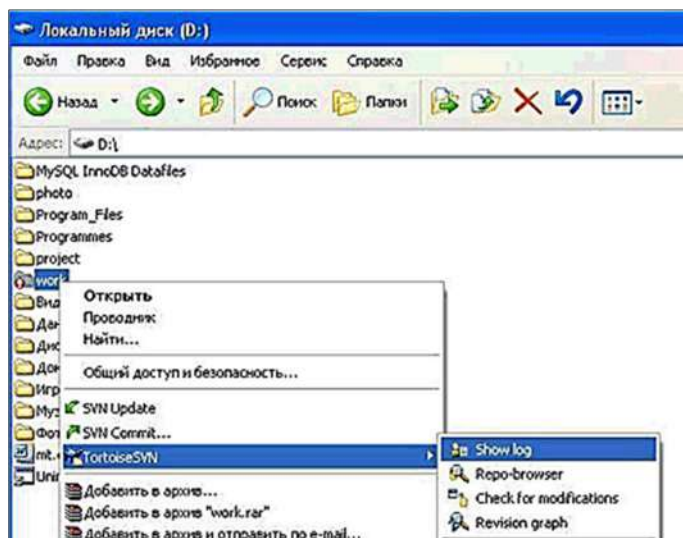 Локальный диск (D:)
Файл Правка Вид Избранное Сервис Справка
Назад Поиск Папки
Адрес: D:\
MySQL InnoDB Datafiles
photo
Program_Files
Programmes
project
work
Открыть
Проводник
Найти...
Общий доступ и безопасность...
SVN Update
SVN Commit...
TortoiseSVN
Добавить в архив...
Добавить в архив "work.rar"
Добавить в архив и отправить по e-mail...
Show log
Repo-browser
Check for modifications
Revision graph